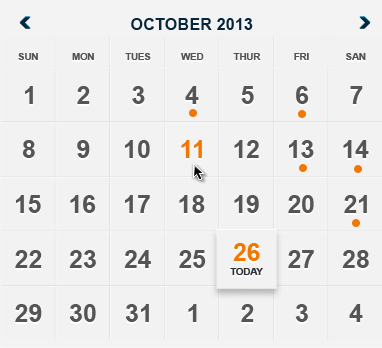 OCTOBER 2013
SUN MON TUES WED THUR FRI SAN
1 2 3 4 5 6 7
8 9 10 11 12 13 14
15 16 17 18 19 20 21
22 23 24 25 26 27 28
TODAY
29 30 31 1 2 3 4